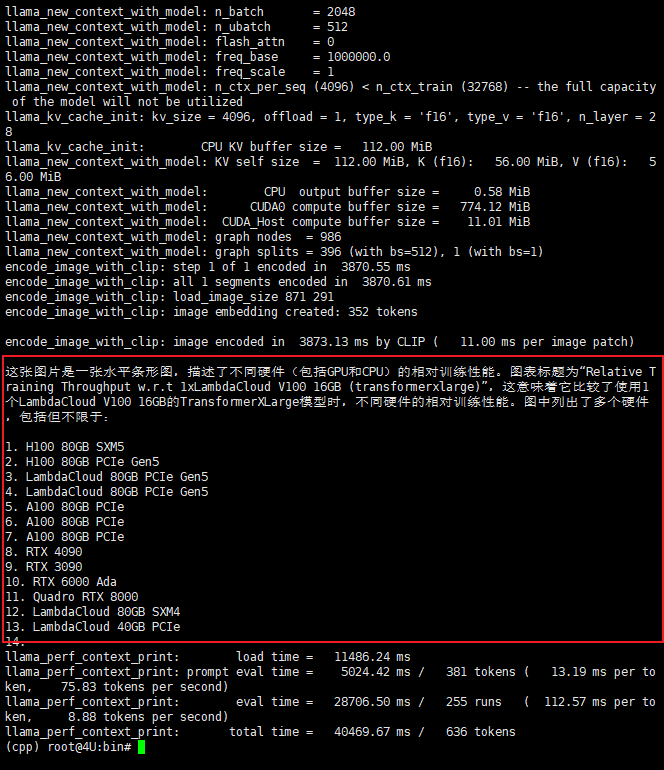 llama_new_context_with_model: n_batch       = 2048
llama_new_context_with_model: n_ubatch      = 512
llama_new_context_with_model: flash_attn    = 0
llama_new_context_with_model: freq_base     = 1000000.0
llama_new_context_with_model: freq_scale    = 1
llama_new_context_with_model: n_ctx_per_seq (4096) < n_ctx_train (32768) -- the full capacity
 of the model will not be utilized
llama_kv_cache_init: kv_size = 4096, offload = 1, type_k = 'f16', type_v = 'f16', n_layer = 2
8
llama_kv_cache_init:        CPU KV buffer size =   112.00 MiB
llama_new_context_with_model: KV self size  =  112.00 MiB, K (f16):   56.00 MiB, V (f16):   5
6.00 MiB
llama_new_context_with_model:        CPU  output buffer size =     0.58 MiB
llama_new_context_with_model:      CUDA0 compute buffer size =   774.12 MiB
llama_new_context_with_model:  CUDA_Host compute buffer size =    11.01 MiB
llama_new_context_with_model: graph nodes  = 986
llama_new_context_with_model: graph splits = 396 (with bs=512), 1 (with bs=1)
encode_image_with_clip: step 1 of 1 encoded in  3870.55 ms
encode_image_with_clip: all 1 segments encoded in  3870.61 ms
encode_image_with_clip: load_image_size 871 291
encode_image_with_clip: image embedding created: 352 tokens
encode_image_with_clip: image encoded in  3873.13 ms by CLIP (   11.00 ms per image patch)
这张图片是一张水平条形图，描述了不同硬件（包括GPU和CPU）的相对训练性能。图表标题为“Relative T
raining Throughput w.r.t 1xLambdaCloud V100 16GB (transformerxlarge)”，这意味着它比较了使用1
个LambdaCloud V100 16GB的TransformerXLarge模型时，不同硬件的相对训练性能。图中列出了多个硬件
，包括但不限于：
1. H100 80GB SXM5
2. H100 80GB PCIe Gen5
3. LambdaCloud 80GB PCIe Gen5
4. LambdaCloud 80GB PCIe Gen5
5. A100 80GB PCIe
6. A100 80GB PCIe
7. A100 80GB PCIe
8. RTX 4090
9. RTX 3090
10. RTX 6000 Ada
11. Quadro RTX 8000
12. LambdaCloud 80GB SXM4
13. LambdaCloud 40GB PCIe
14.
llama_perf_context_print:        load time =   11486.24 ms
llama_perf_context_print: prompt eval time =    5024.42 ms /   381 tokens (   13.19 ms per to
ken,    75.83 tokens per second)
llama_perf_context_print:        eval time =   28706.50 ms /   255 runs   (  112.57 ms per to
ken,     8.88 tokens per second)
llama_perf_context_print:       total time =   40469.67 ms /   636 tokens
(cpp) root@4U:bin#